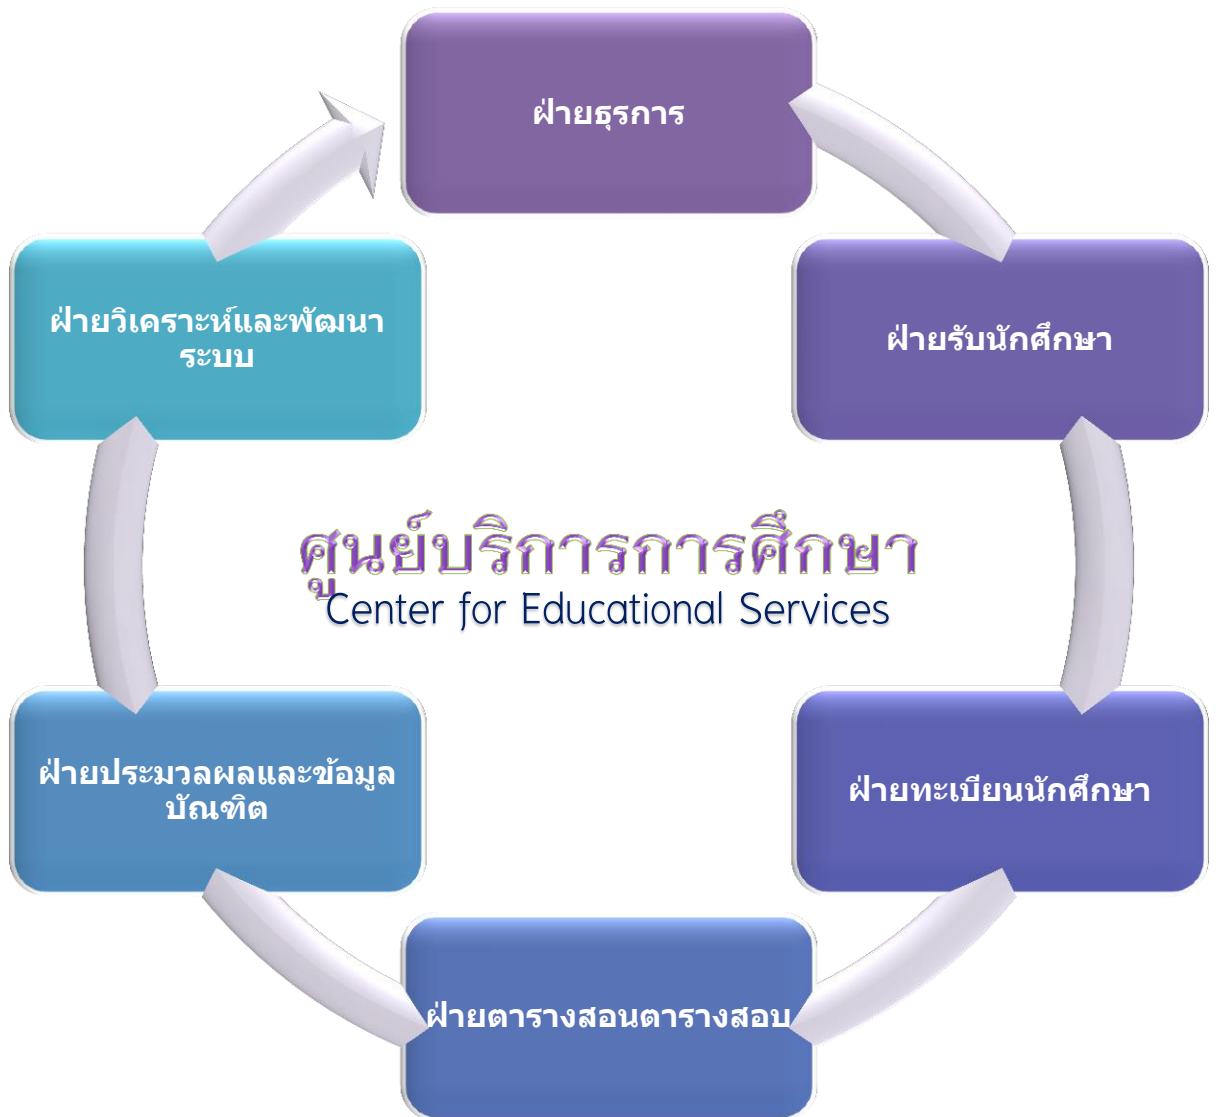 ฝ่ายธุรการ
ฝ่ายรับนักศึกษา
ฝ่ายทะเบียนนักศึกษา
ฝ่ายตารางสอนตารางสอบ
ฝ่ายประมวลผลและข้อมูล
บัณฑิต
ฝ่ายวิเคราะห์และพัฒนา
ระบบ
ศูนย์บริการการศึกษา
Center for Educational Services